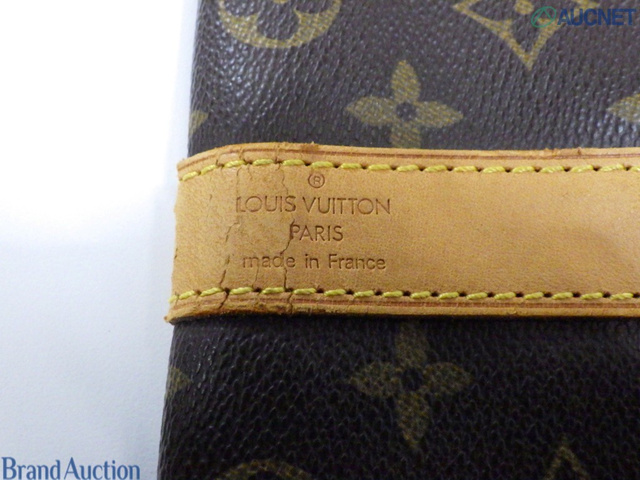 AUCNET
®
LOUIS VUITTON
PARIS
made in France
Brand Auction